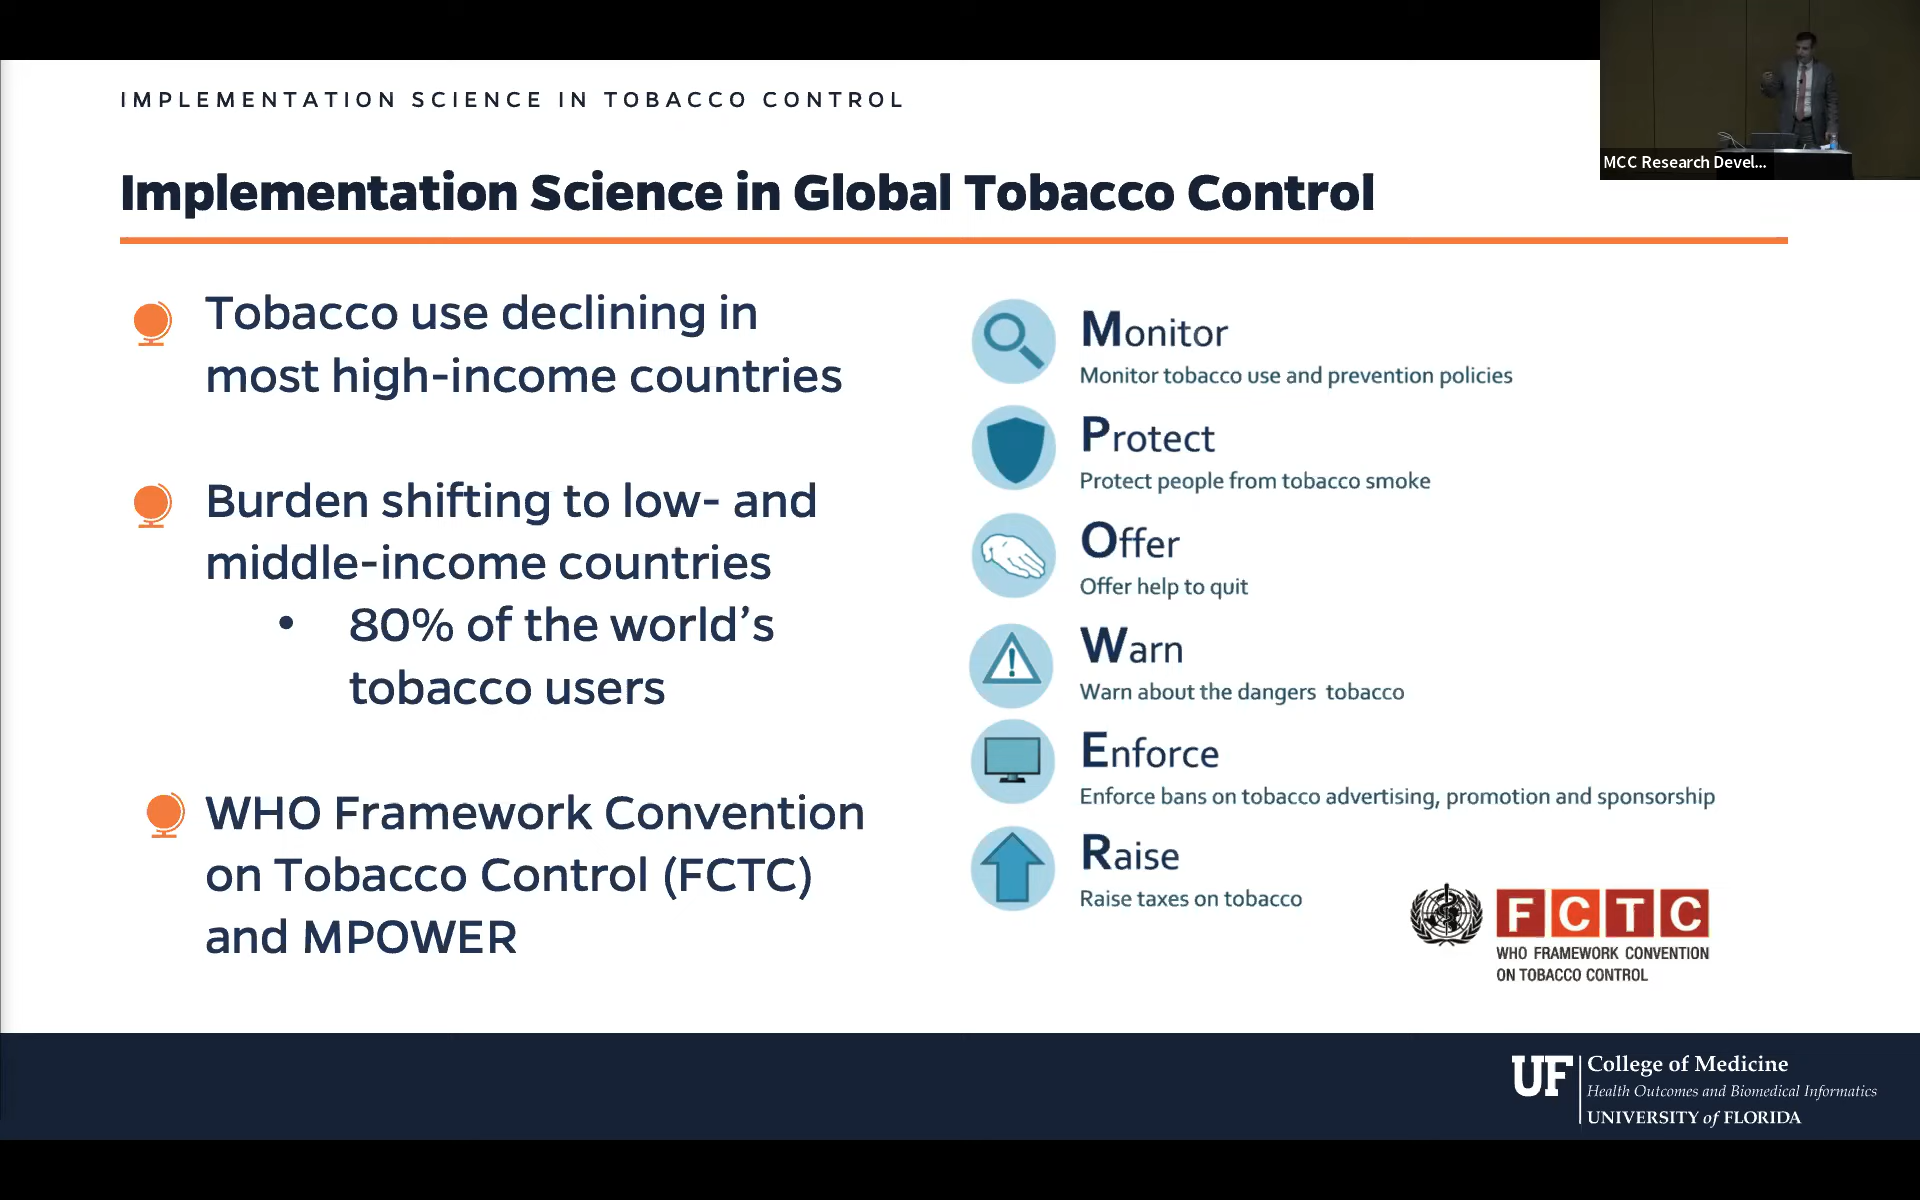 IMPLEMENTATION SCIENCE IN TOBACCO CONTROL
MCC Research Devel...
Implementation Science in Global Tobacco Control
Tobacco use declining in
most high-income countries
Burden shifting to low- and
middle-income countries
• 80% of the world's
tobacco users
WHO Framework Convention
on Tobacco Control (FCTC)
and MPOWER
Monitor
Monitor tobacco use and prevention policies
Protect
Protect people from tobacco smoke
Offer
Offer help to quit
Warn
Warn about the dangers tobacco
Enforce
Enforce bans on tobacco advertising, promotion and sponsorship
Raise
Raise taxes on tobacco
FCTC
WHO FRAMEWORK CONVENTION
ON TOBACCO CONTROL
UF
College of Medicine
Health Outcomes and Biomedical Informatics
UNIVERSITY of FLORIDA